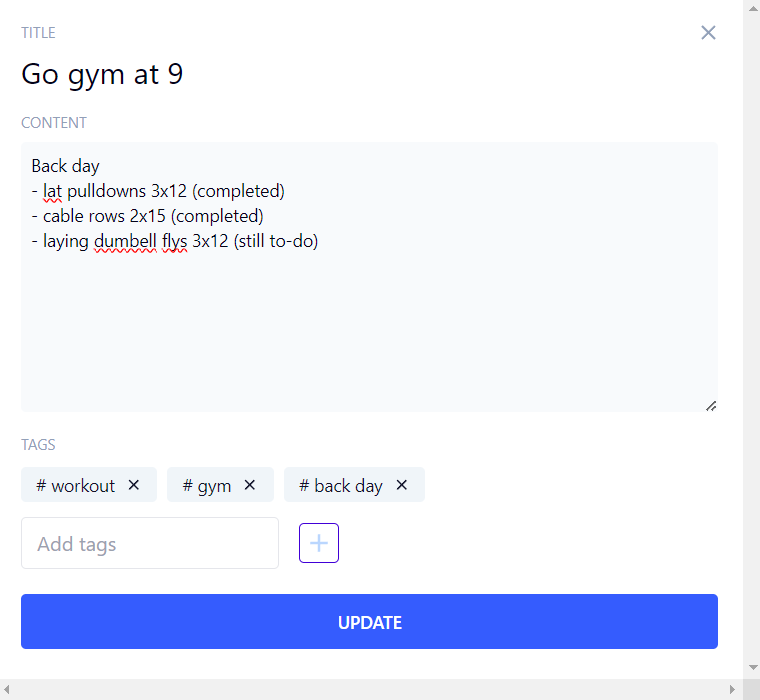 TITLE
Go gym at 9
CONTENT
Back day
- lat pulldowns 3x12 (completed)
- cable rows 2x15 (completed)
- laying dumbell flys 3x12 (still to-do)
TAGS
# workout
# gym
# back day
Add tags
UPDATE